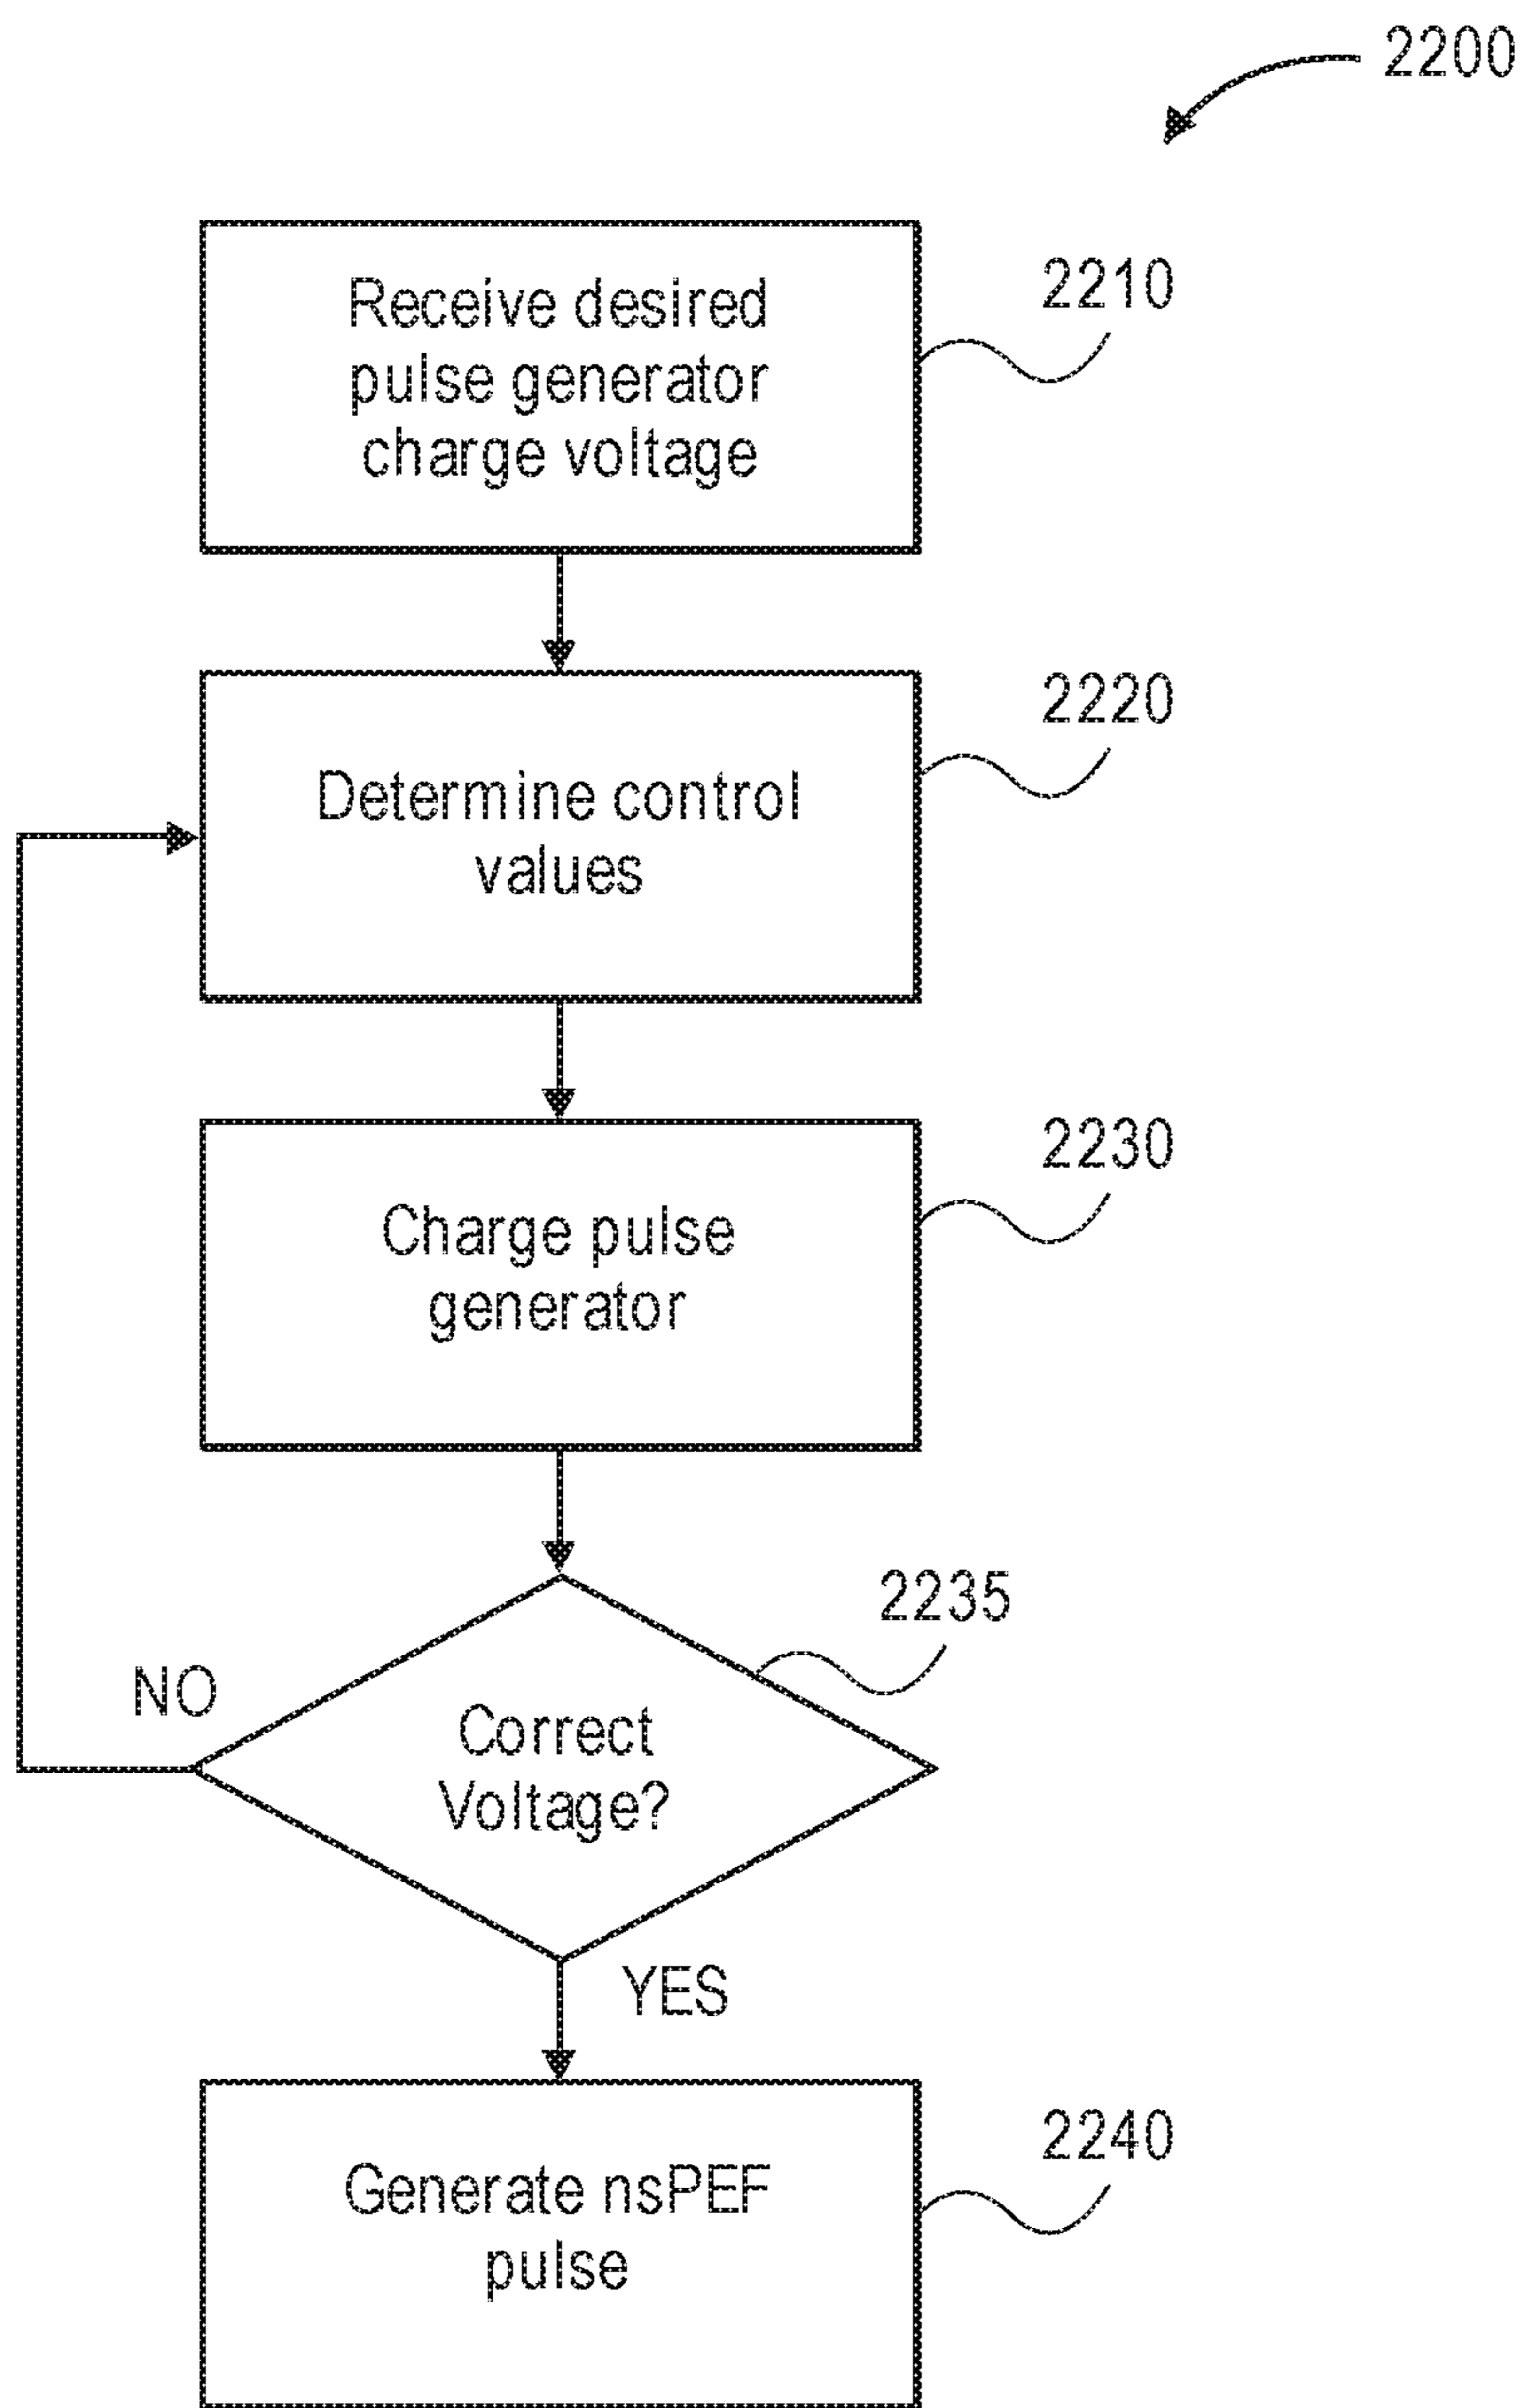 2200
Receive desired
pulse generator
charge voltage
2210
Determine control
values
2220
Charge pulse
generator
2230
Correct
Voltage?
2235
NO
YES
Generate nsPEF
pulse
2240